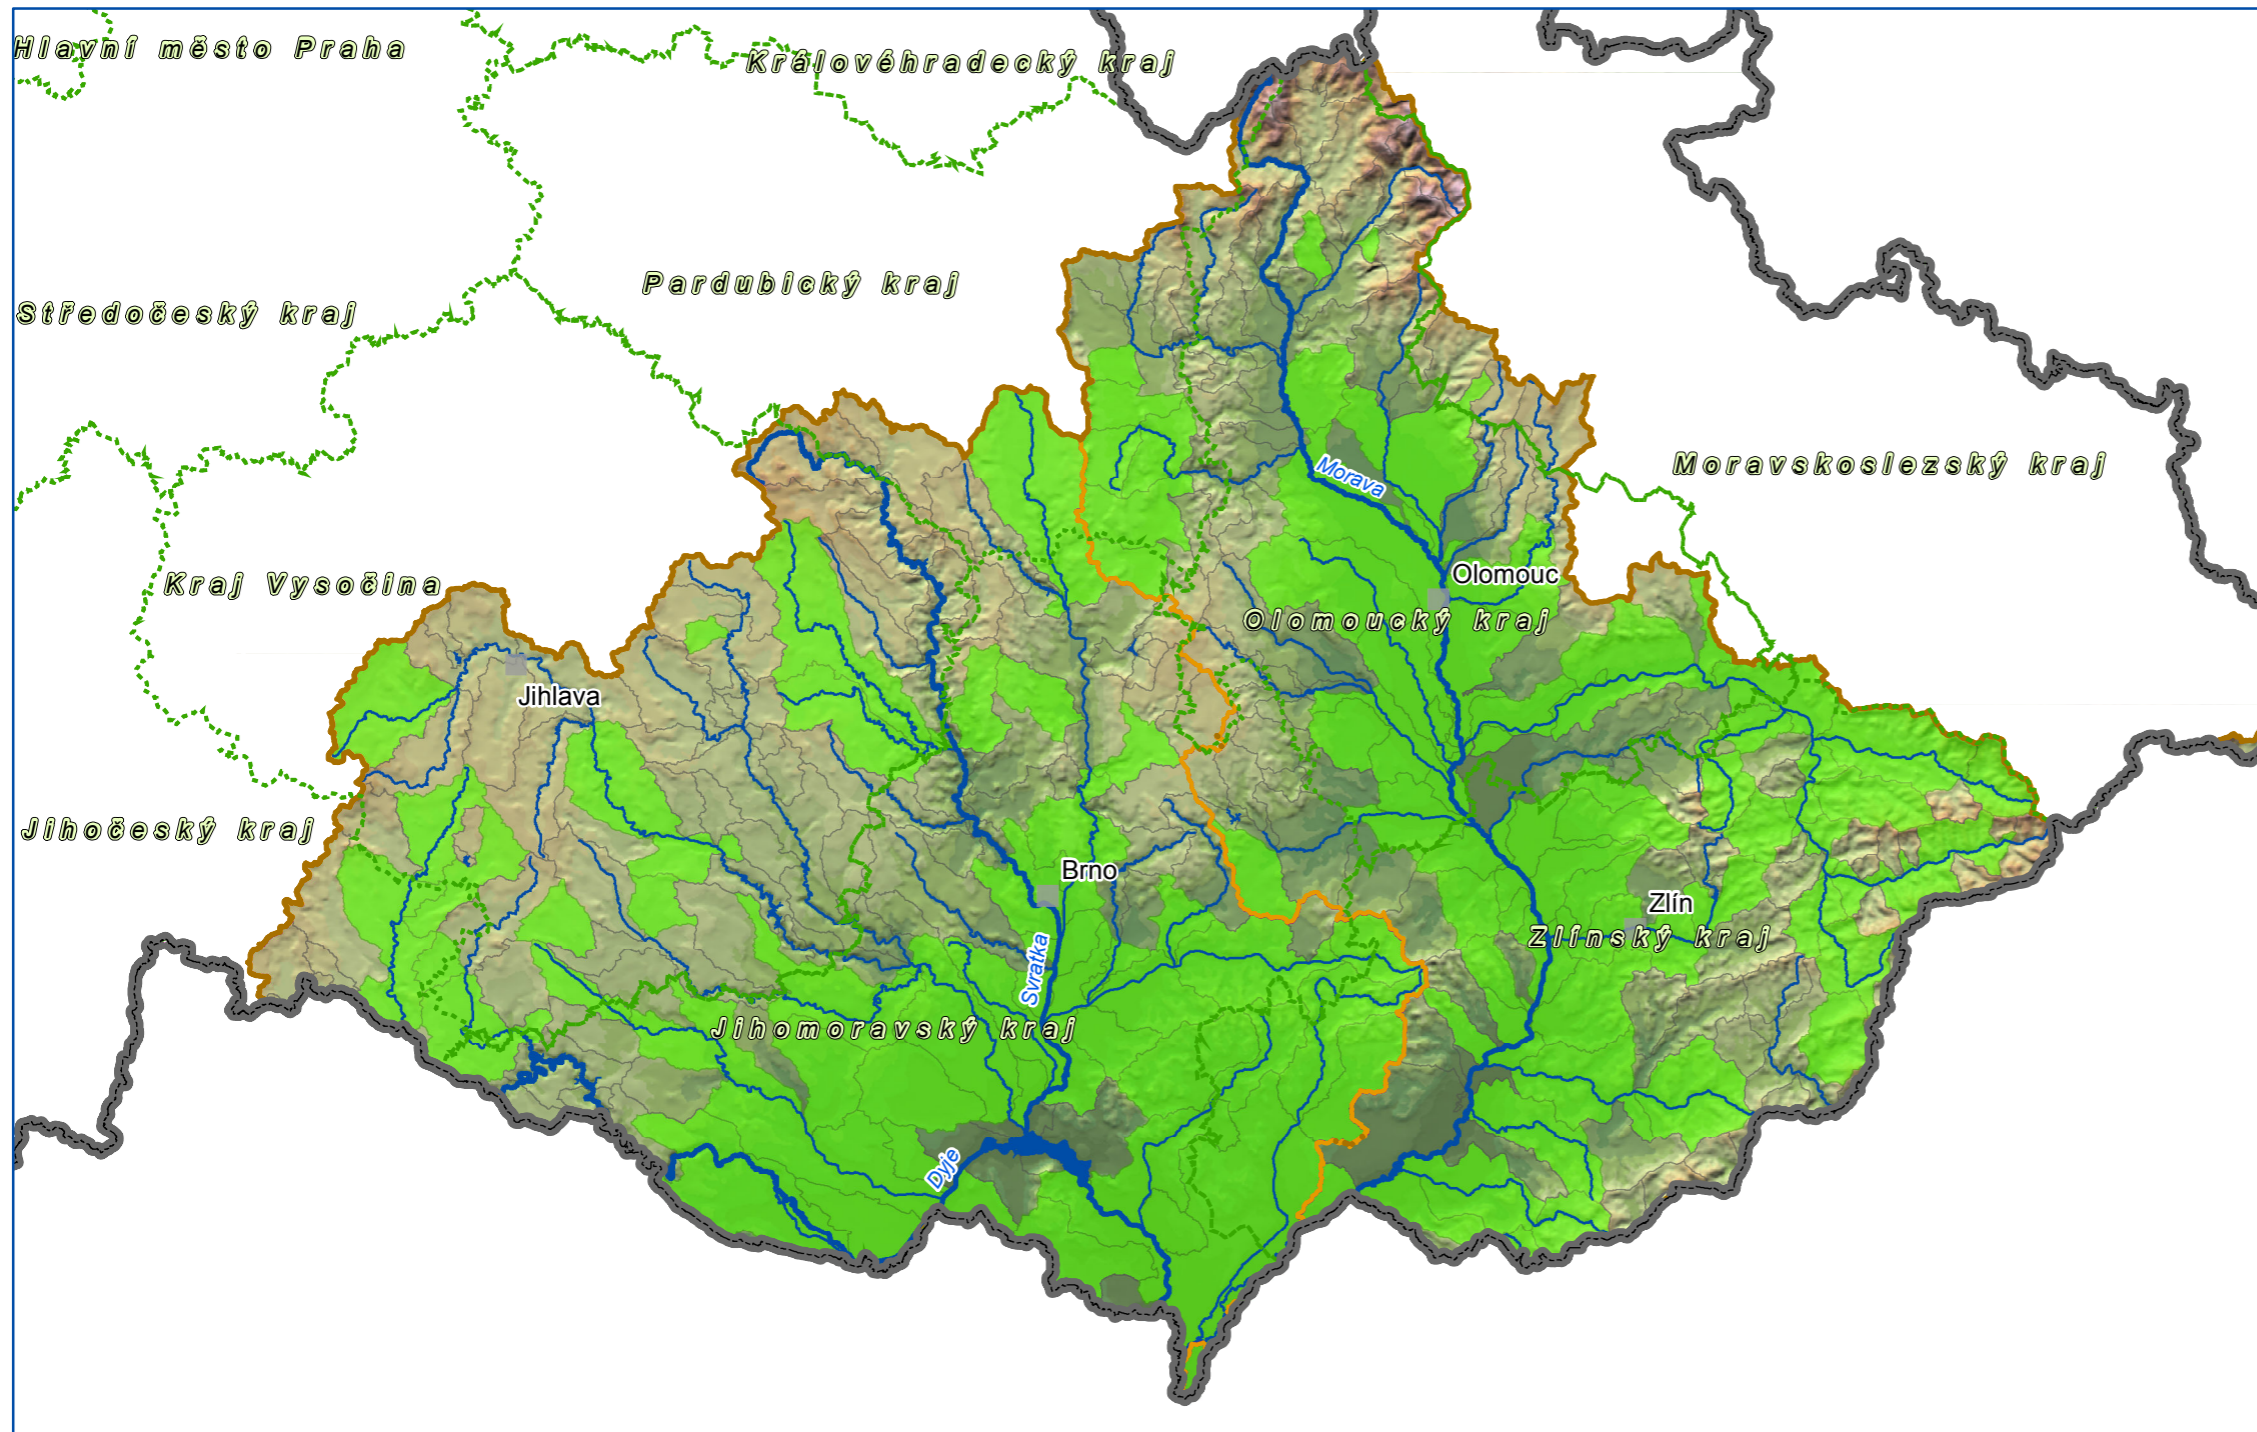 Hlavní město Praha
Královéhradecký kraj
Pardubický kraj
Středočeský kraj
Moravskoslezský kraj
Morava
Olomouc
Kraj Vysočina
Olomoucký kraj
Jihlava
Jihočeský kraj
Brno
Zlín
Zlínský kraj
Svratka
Jihomoravský kraj
Dyje